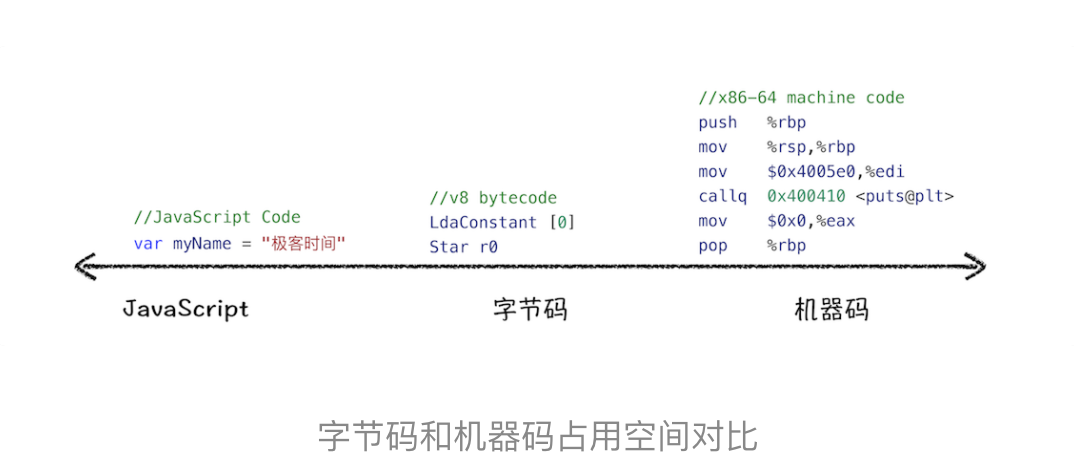 //JavaScript Code
var myName = "极客时间"
//v8 bytecode
LdaConstant [0]
Star r0
//x86-64 machine code
push %rbp
mov %rsp,%rbp
mov $0x4005e0,%edi
callq 0x400410 <puts@plt>
mov $0x0,%eax
pop %rbp
JavaScript
字节码
机器码
字节码和机器码占用空间对比